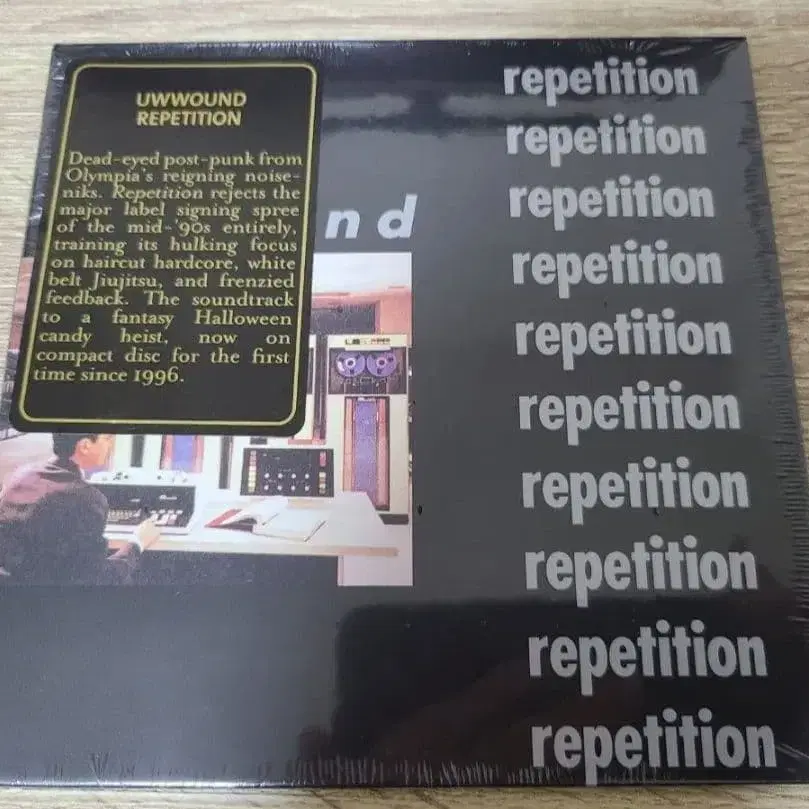 UWWOUND
REPETITION
Dead-eyed post-punk from
Olympia's reigning noise-
niks. Repetition rejects the
major label signing spree
of the mid-'90s entirely,
training its hulking focus
on haircut hardcore, white
belt Jiujitsu, and frenzied
feedback. The soundtrack
to a fantasy Halloween
candy heist, now on
compact disc for the first
time since 1996.
nd
repetition
repetition
repetition
repetition
repetition
repetition
repetition
repetition
repetition
repetition